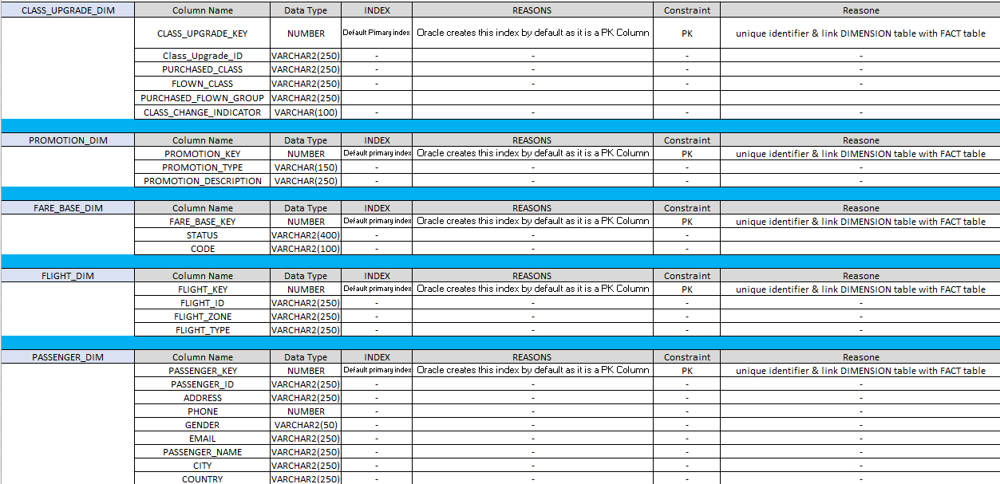 CLASS_UPGRADE_DIM Column Name Data Type INDEX REASONS Constraint Reasone
CLASS_UPGRADE_KEY NUMBER Default Primary index Oracle creates this index by default as it is a PK Column PK unique identifier & link DIMENSION table with FACT table
Class_Upgrade_ID VARCHAR2(250) - - - -
PURCHASED_CLASS VARCHAR2(250) - - - -
FLOWN_CLASS VARCHAR2(250) - - - -
PURCHASED_FLOWN_GROUP VARCHAR2(250)
CLASS_CHANGE_INDICATOR VARCHAR(100) - - - -
PROMOTION_DIM Column Name Data Type INDEX REASONS Constraint Reasone
PROMOTION_KEY NUMBER Default primary index Oracle creates this index by default as it is a PK Column PK unique identifier & link DIMENSION table with FACT table
PROMOTION_TYPE VARCHAR(150) - - - -
PROMOTION_DESCRIPTION VARCHAR(250) - - - -
FARE_BASE_DIM Column Name Data Type INDEX REASONS Constraint Reasone
FARE_BASE_KEY NUMBER Default primary index Oracle creates this index by default as it is a PK Column PK unique identifier & link DIMENSION table with FACT table
STATUS VARCHAR2(400) - - -
CODE VARCHAR2(100) - - -
FLIGHT_DIM Column Name Data Type INDEX REASONS Constraint Reasone
FLIGHT_KEY NUMBER Default primary index Oracle creates this index by default as it is a PK Column PK unique identifier & link DIMENSION table with FACT table
FLIGHT_ID VARCHAR2(250) - - - -
FLIGHT_ZONE VARCHAR2(250) - - - -
FLIGHT_TYPE VARCHAR2(250) - - - -
PASSENGER_DIM Column Name Data Type INDEX REASONS Constraint Reasone
PASSENGER_KEY NUMBER Default primary index Oracle creates this index by default as it is a PK Column PK unique identifier & link DIMENSION table with FACT table
PASSENGER_ID VARCHAR2(250) - - - -
ADDRESS VARCHAR2(250) - - - -
PHONE NUMBER - - - -
GENDER VARCHAR2(50) - - - -
EMAIL VARCHAR2(250) - - - -
PASSENGER_NAME VARCHAR2(250) - - - -
CITY VARCHAR2(250) - - - -
COUNTRY VARCHAR2(250) - - - -